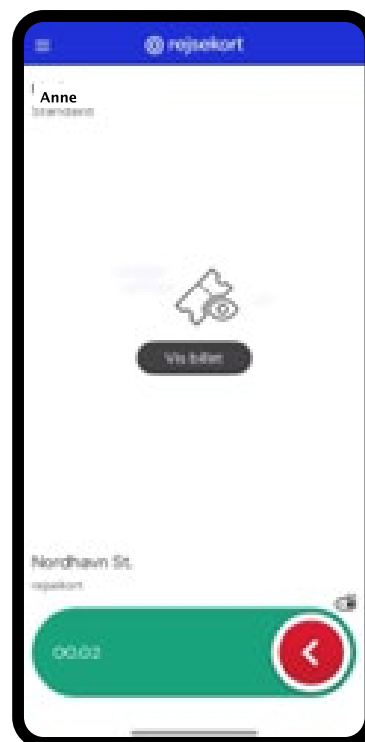 rejsekort
Anne
Standard
Vis billet
Nordhavn St.
rejsekort
00:02